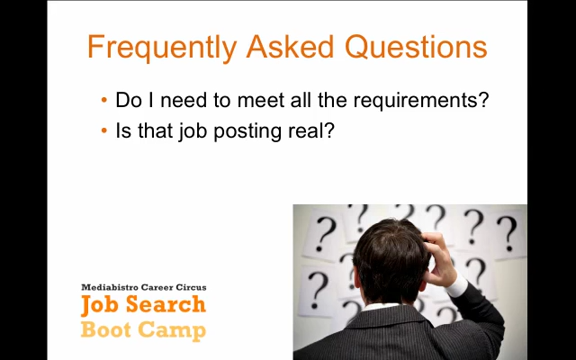 Frequently Asked Questions
• Do I need to meet all the requirements?
• Is that job posting real?
Mediabistro Career Circus
Job Search
Boot Camp
? ? ? ? ? ? ? ?